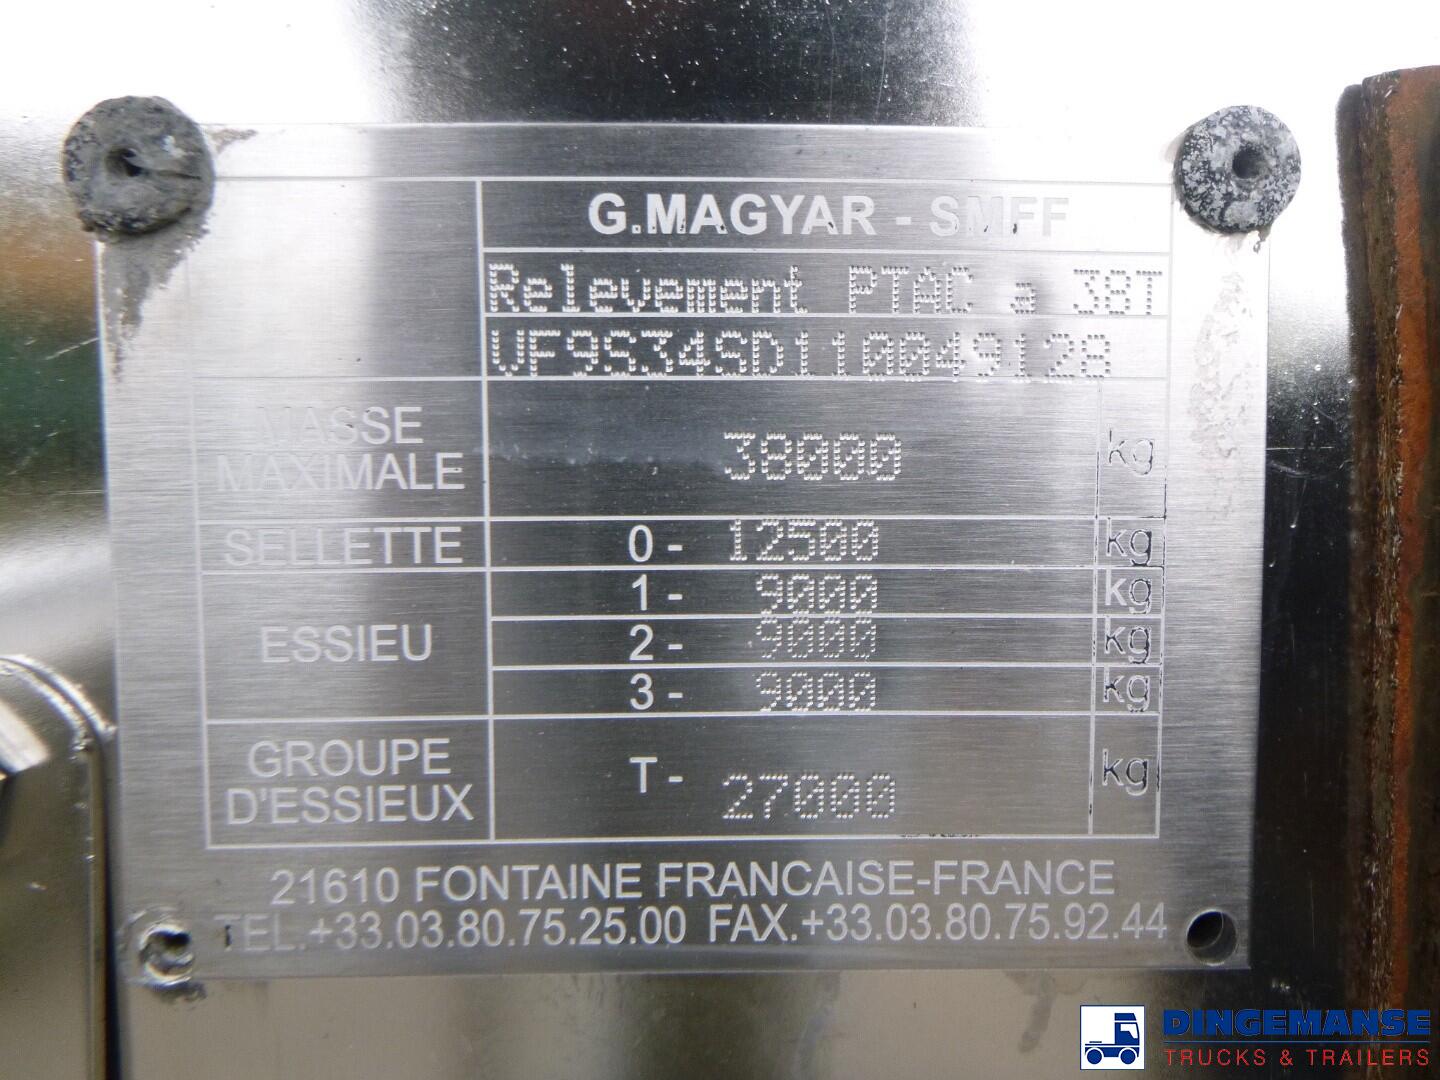 G.MAGYAR - SMFF
Relevement PTAC a 38T
VF9S34SD110049128
MASSE MAXIMALE 38000 kg
SELLETTE 0- 12500 kg
ESSIEU
1- 9000 kg
2- 9000 kg
3- 9000 kg
GROUPE D'ESSIEUX T- 27000 kg
21610 FONTAINE FRANCAISE-FRANCE
TEL.+33.03.80.75.25.00 FAX.+33.03.80.75.92.44
DINGEMANSE
TRUCKS & TRAILERS